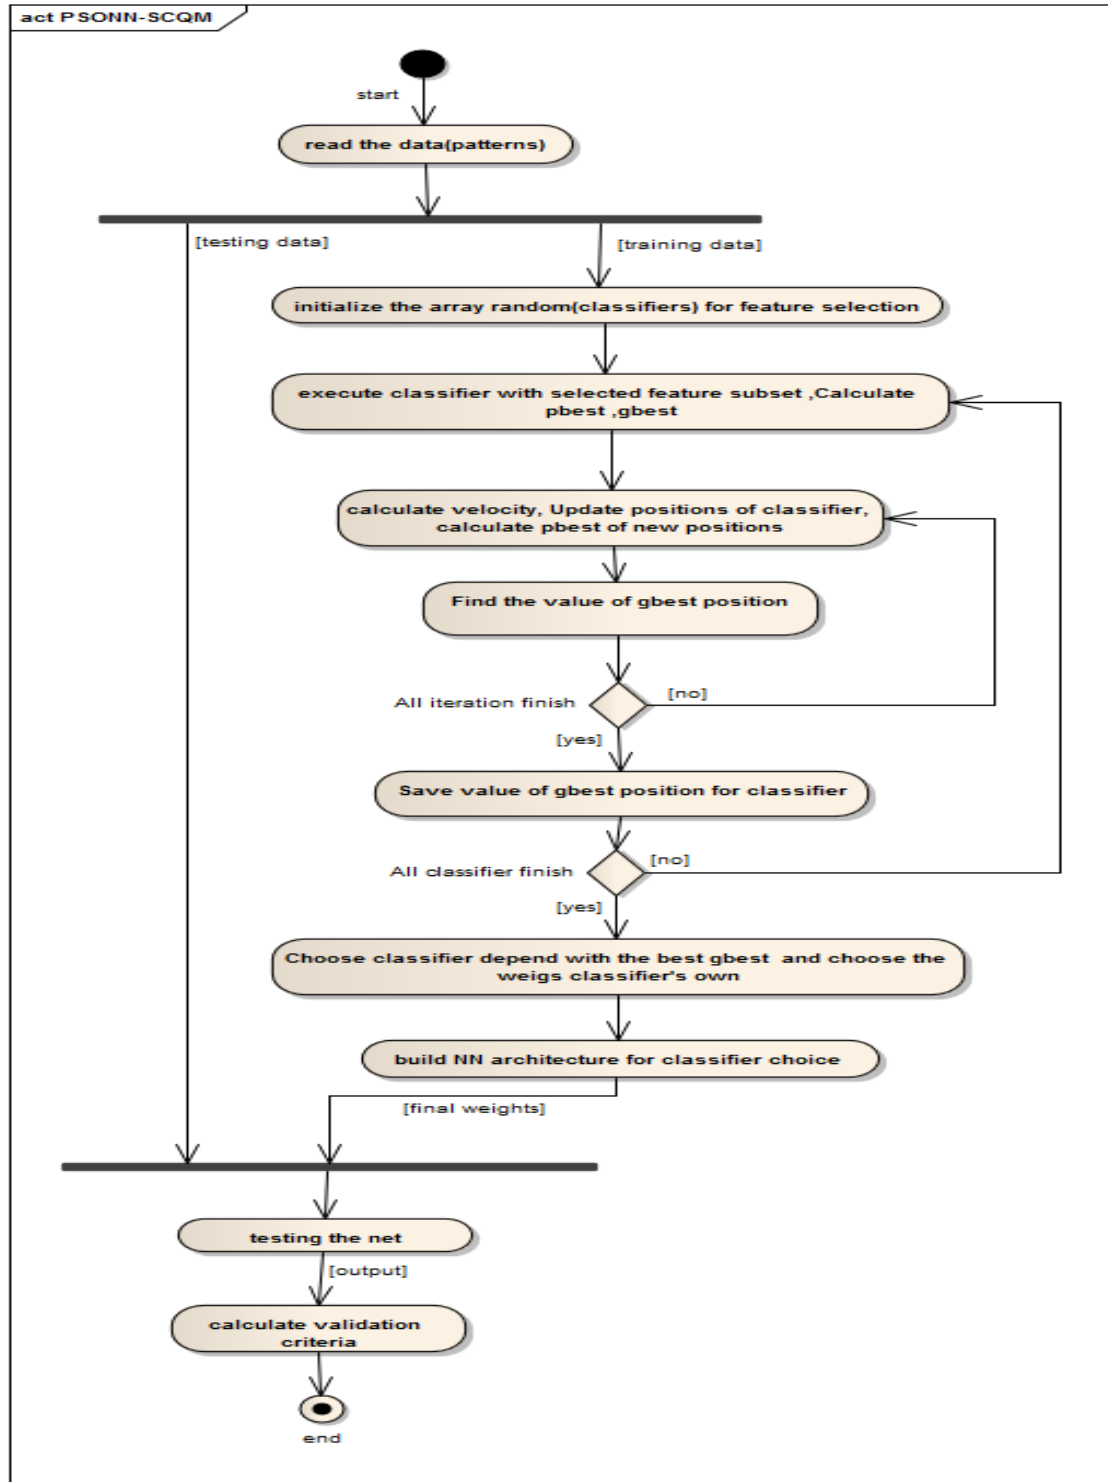 act PSONN-SCQM
start
read the data(patterns)
[testing data]
[training data]
initialize the array random(classifiers) for feature selection
execute classifier with selected feature subset ,Calculate
pbest ,gbest
calculate velocity, Update positions of classifier,
calculate pbest of new positions
Find the value of gbest position
All iteration finish
[no]
[yes]
Save value of gbest position for classifier
All classifier finish
[no]
[yes]
Choose classifier depend with the best gbest and choose the
weigs classifier's own
build NN architecture for classifier choice
[final weights]
testing the net
[output]
calculate validation
criteria
end